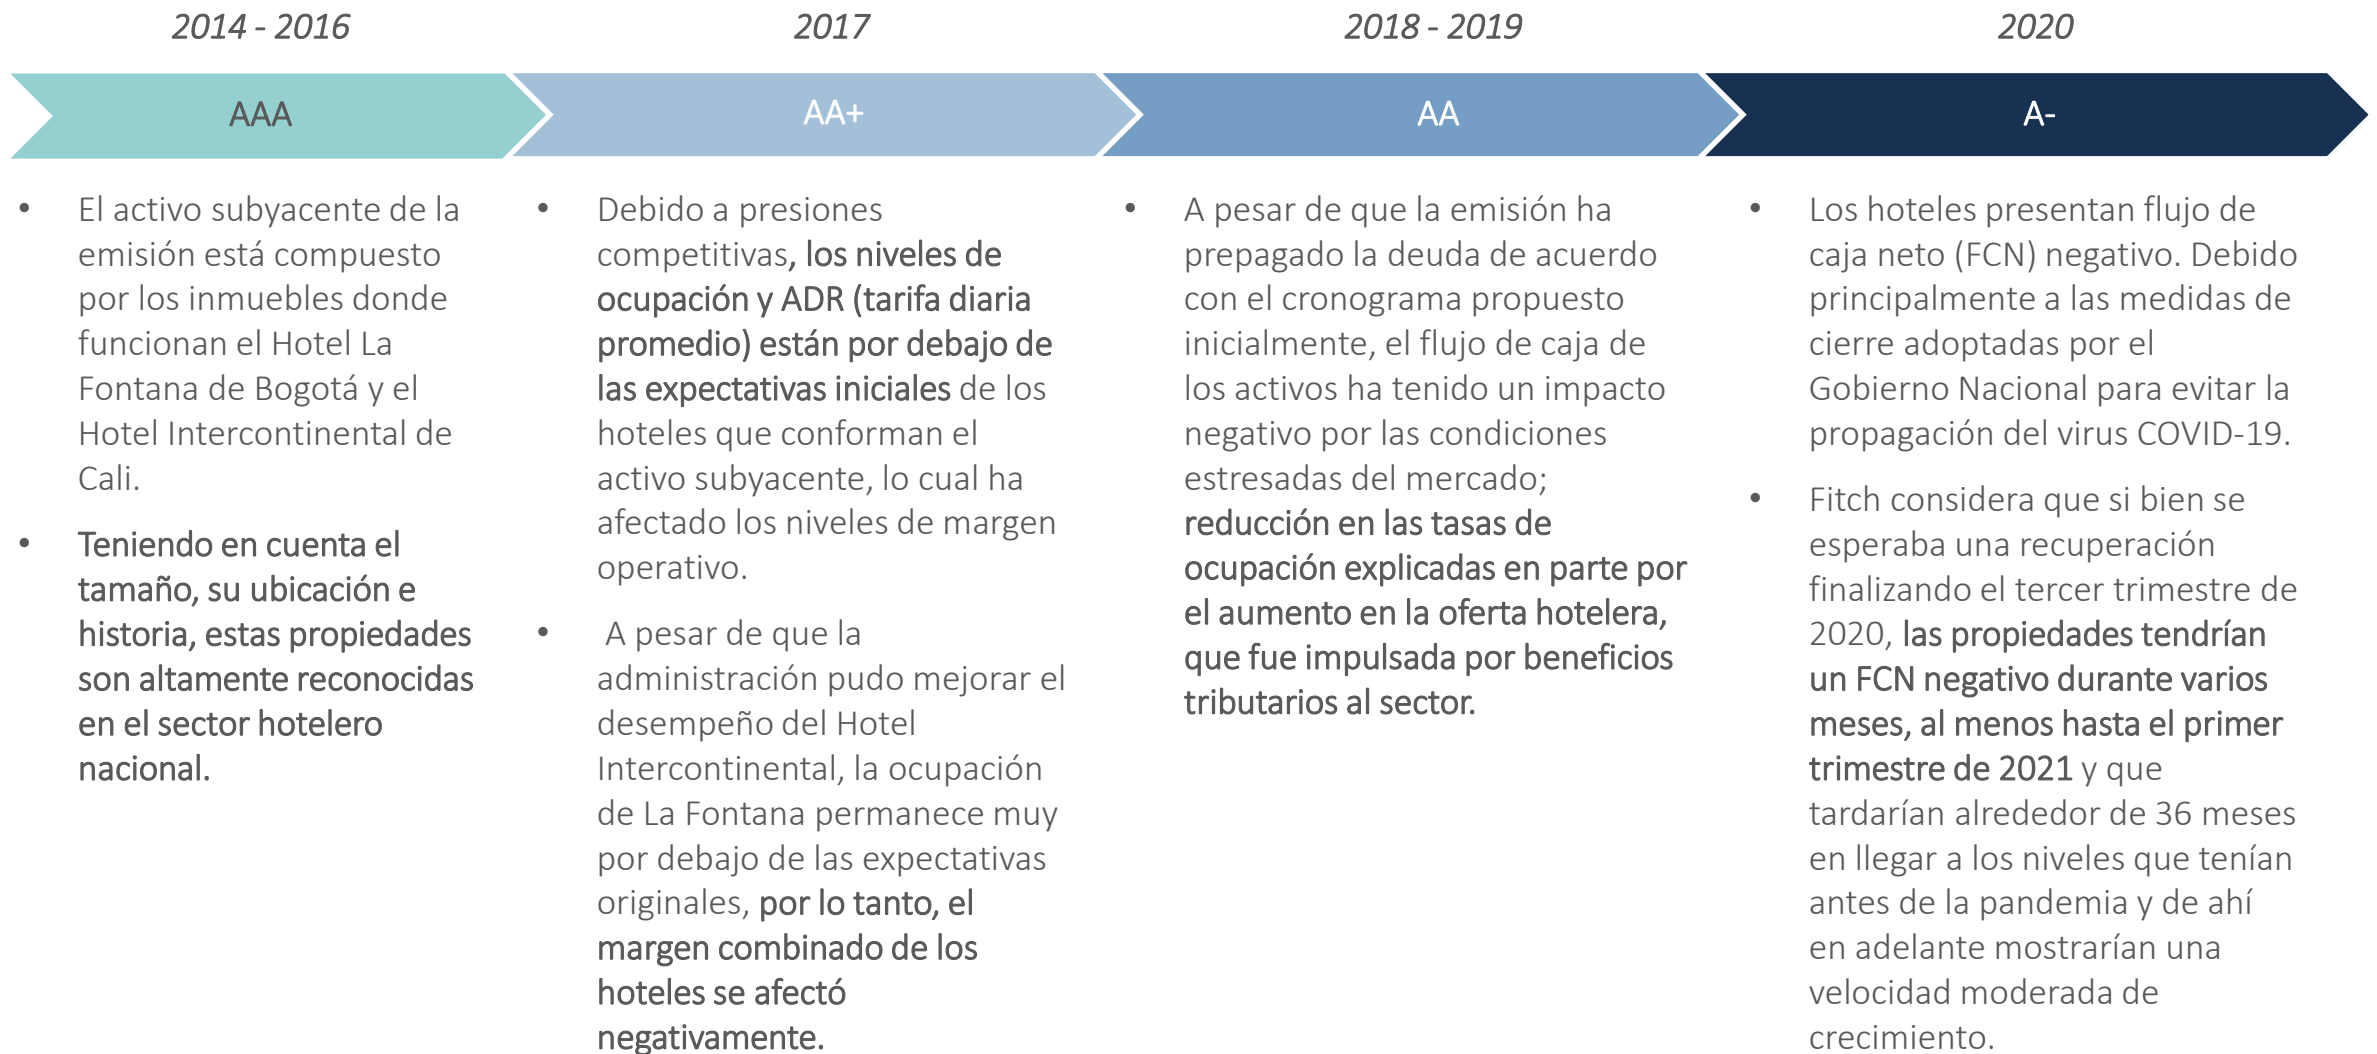 2014 - 2016
2017
2018 - 2019
2020
AAA
AA+
AA
A-
• El activo subyacente de la
emisión está compuesto
por los inmuebles donde
funcionan el Hotel La
Fontana de Bogotá y el
Hotel Intercontinental de
Cali.
• Teniendo en cuenta el
tamaño, su ubicación e
historia, estas propiedades
son altamente reconocidas
en el sector hotelero
nacional.
• Debido a presiones
competitivas, los niveles de
ocupación y ADR (tarifa diaria
promedio) están por debajo de
las expectativas iniciales de los
hoteles que conforman el
activo subyacente, lo cual ha
afectado los niveles de margen
operativo.
• A pesar de que la
administración pudo mejorar el
desempeño del Hotel
Intercontinental, la ocupación
de La Fontana permanece muy
por debajo de las expectativas
originales, por lo tanto, el
margen combinado de los
hoteles se afectó
negativamente.
• A pesar de que la emisión ha
prepagado la deuda de acuerdo
con el cronograma propuesto
inicialmente, el flujo de caja de
los activos ha tenido un impacto
negativo por las condiciones
estresadas del mercado;
reducción en las tasas de
ocupación explicadas en parte por
el aumento en la oferta hotelera,
que fue impulsada por beneficios
tributarios al sector.
• Los hoteles presentan flujo de
caja neto (FCN) negativo. Debido
principalmente a las medidas de
cierre adoptadas por el
Gobierno Nacional para evitar la
propagación del virus COVID-19.
• Fitch considera que si bien se
esperaba una recuperación
finalizando el tercer trimestre de
2020, las propiedades tendrían
un FCN negativo durante varios
meses, al menos hasta el primer
trimestre de 2021 y que
tardarían alrededor de 36 meses
en llegar a los niveles que tenían
antes de la pandemia y de ahí
en adelante mostrarían una
velocidad moderada de
crecimiento.